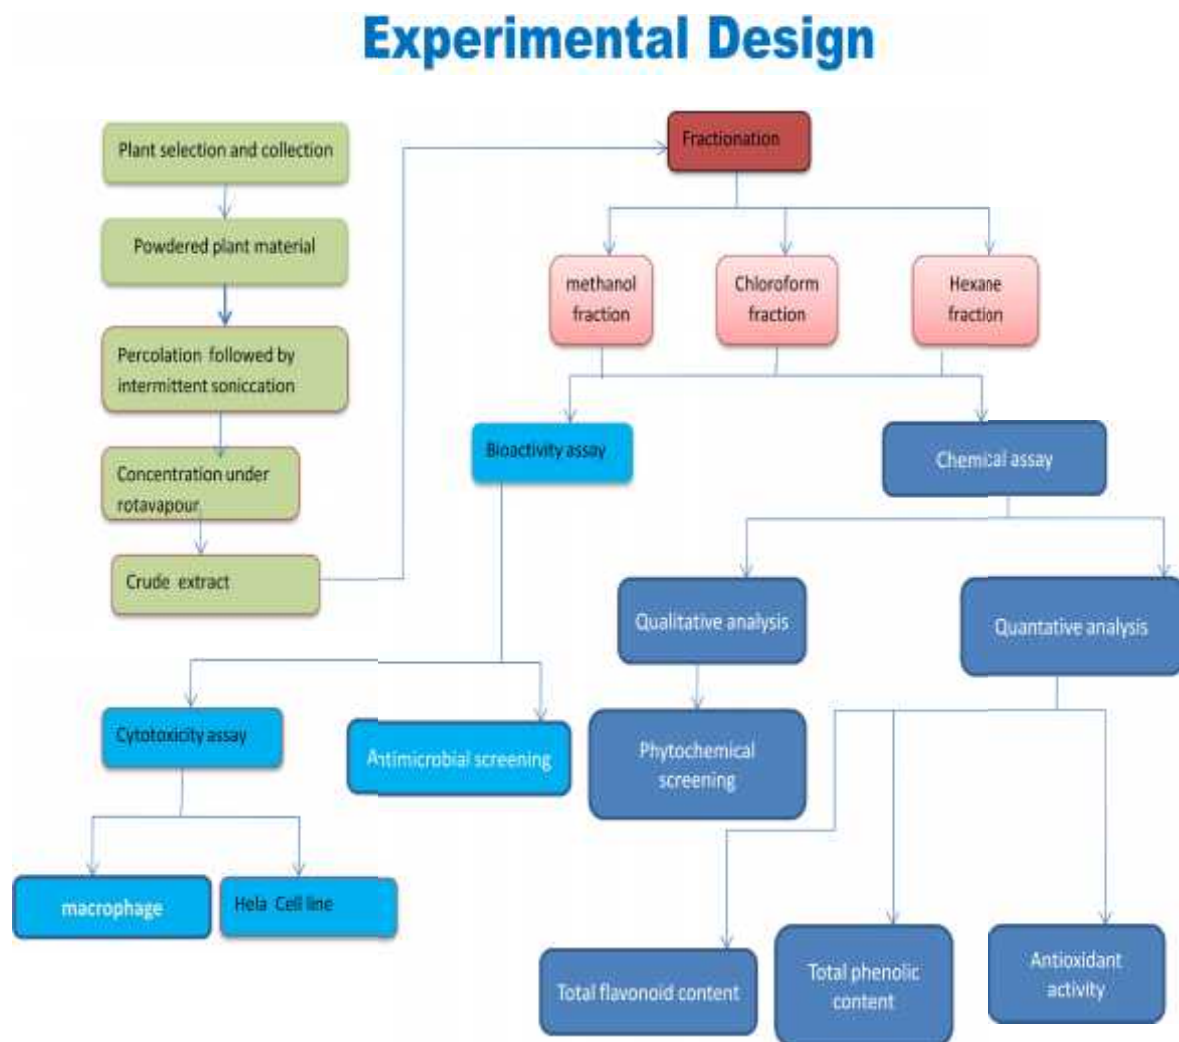 Experimental Design
Plant selection and collection
Powdered plant material
Percolation followed by
intermittent soniccation
Concentration under
rotavapour
Crude extract
Fractionation
methanol
fraction
Chloroform
fraction
Hexane
fraction
Bioactivity assay
Chemical assay
Qualitative analysis
Quantative analysis
Cytotoxicity assay
Antimicrobial screening
Phytochemical
screening
macrophage
Hela Cell line
Total flavonoid content
Total phenolic
content
Antioxidant
activity